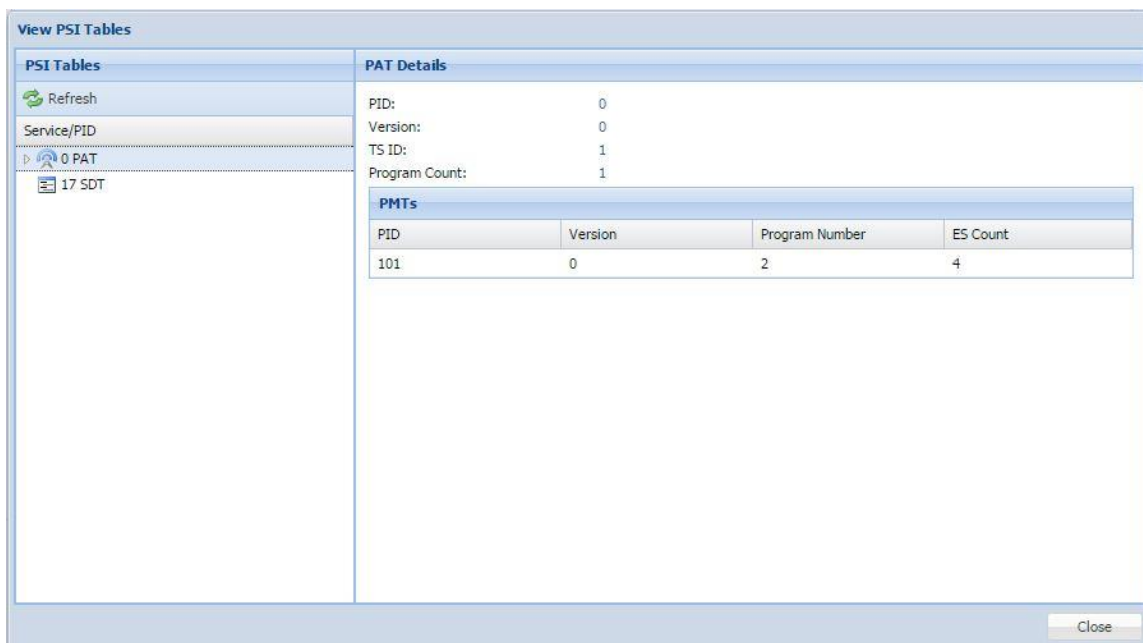 View PSI Tables
PSI Tables
Refresh
Service/PID
0 PAT
17 SDT
PAT Details
PID: 0
Version: 0
TS ID: 1
Program Count: 1
PMTs
PID Version Program Number ES Count
101 0 2 4
Close